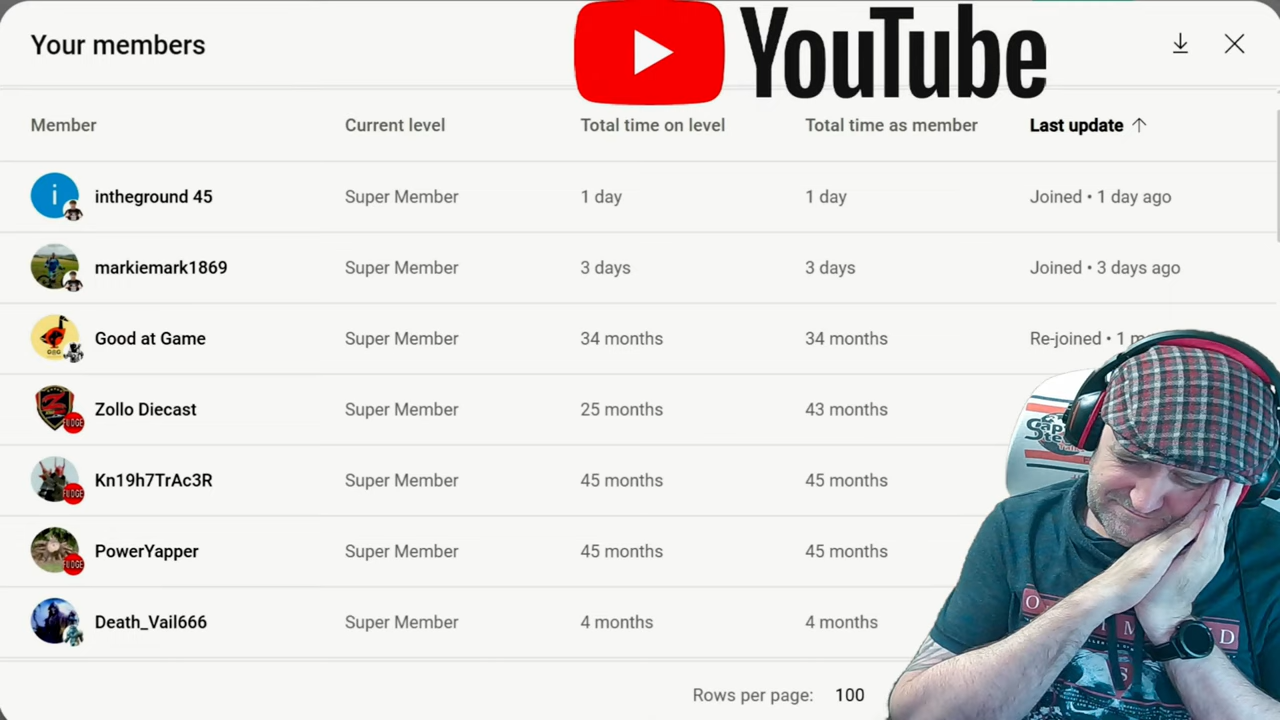 YouTube
Your members
Member Current level Total time on level Total time as member Last update ↑
i intheground 45 Super Member 1 day 1 day Joined • 1 day ago
markiemark1869 Super Member 3 days 3 days Joined • 3 days ago
Good at Game Super Member 34 months 34 months Re-joined • 1
G@G
Zollo Diecast Super Member 25 months 43 months
FUDGE
Kn19h7TrAc3R Super Member 45 months 45 months
FUDGE
PowerYapper Super Member 45 months 45 months
FUDGE
Death_Vail666 Super Member 4 months 4 months
Rows per page: 100